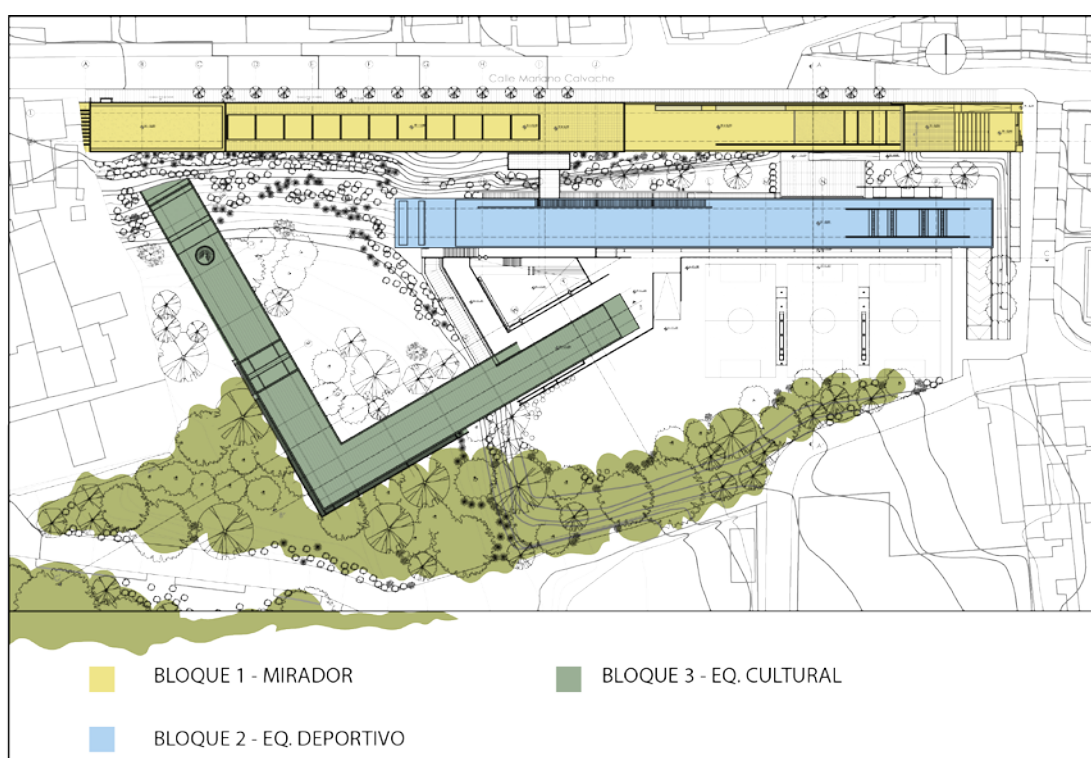 Calle Mariano Calvache
A B C D E F G H I J
BLOQUE 1 - MIRADOR
BLOQUE 3 - EQ. CULTURAL
BLOQUE 2 - EQ. DEPORTIVO